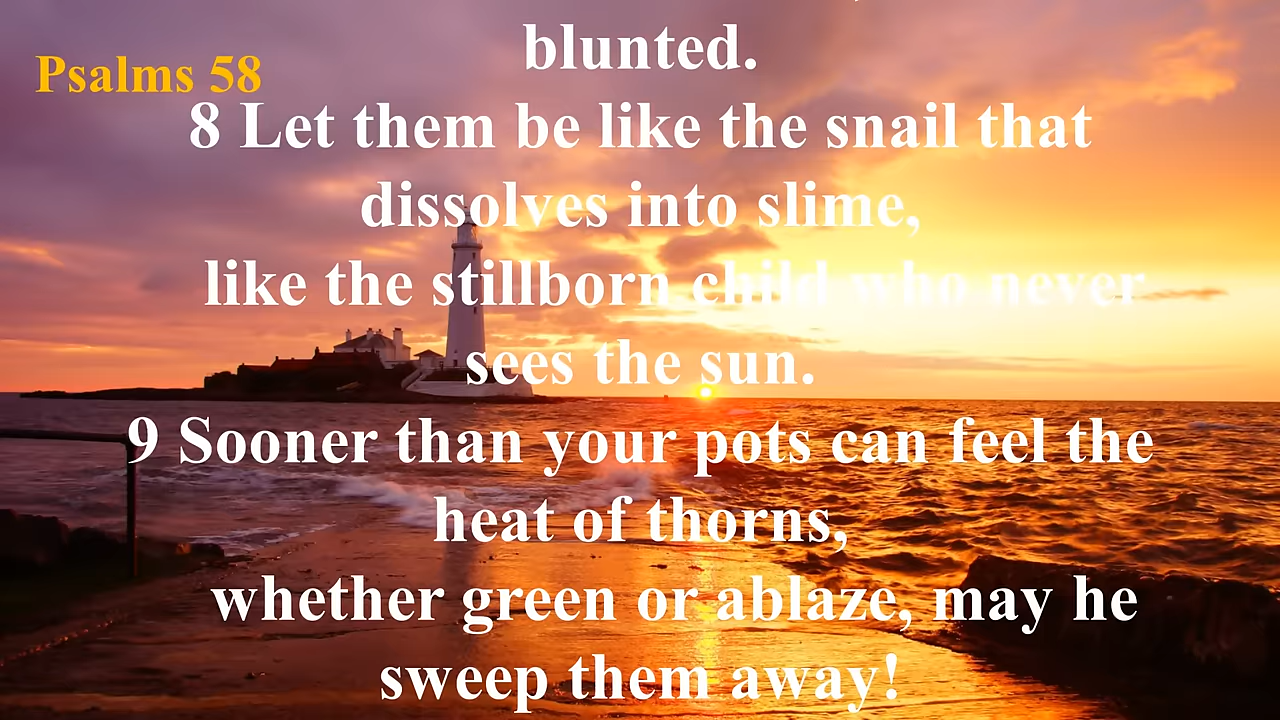 blunted.
Psalms 58
8 Let them be like the snail that
dissolves into slime,
like the stillborn child who never
sees the sun.
9 Sooner than your pots can feel the
heat of thorns,
whether green or ablaze, may he
sweep them away!